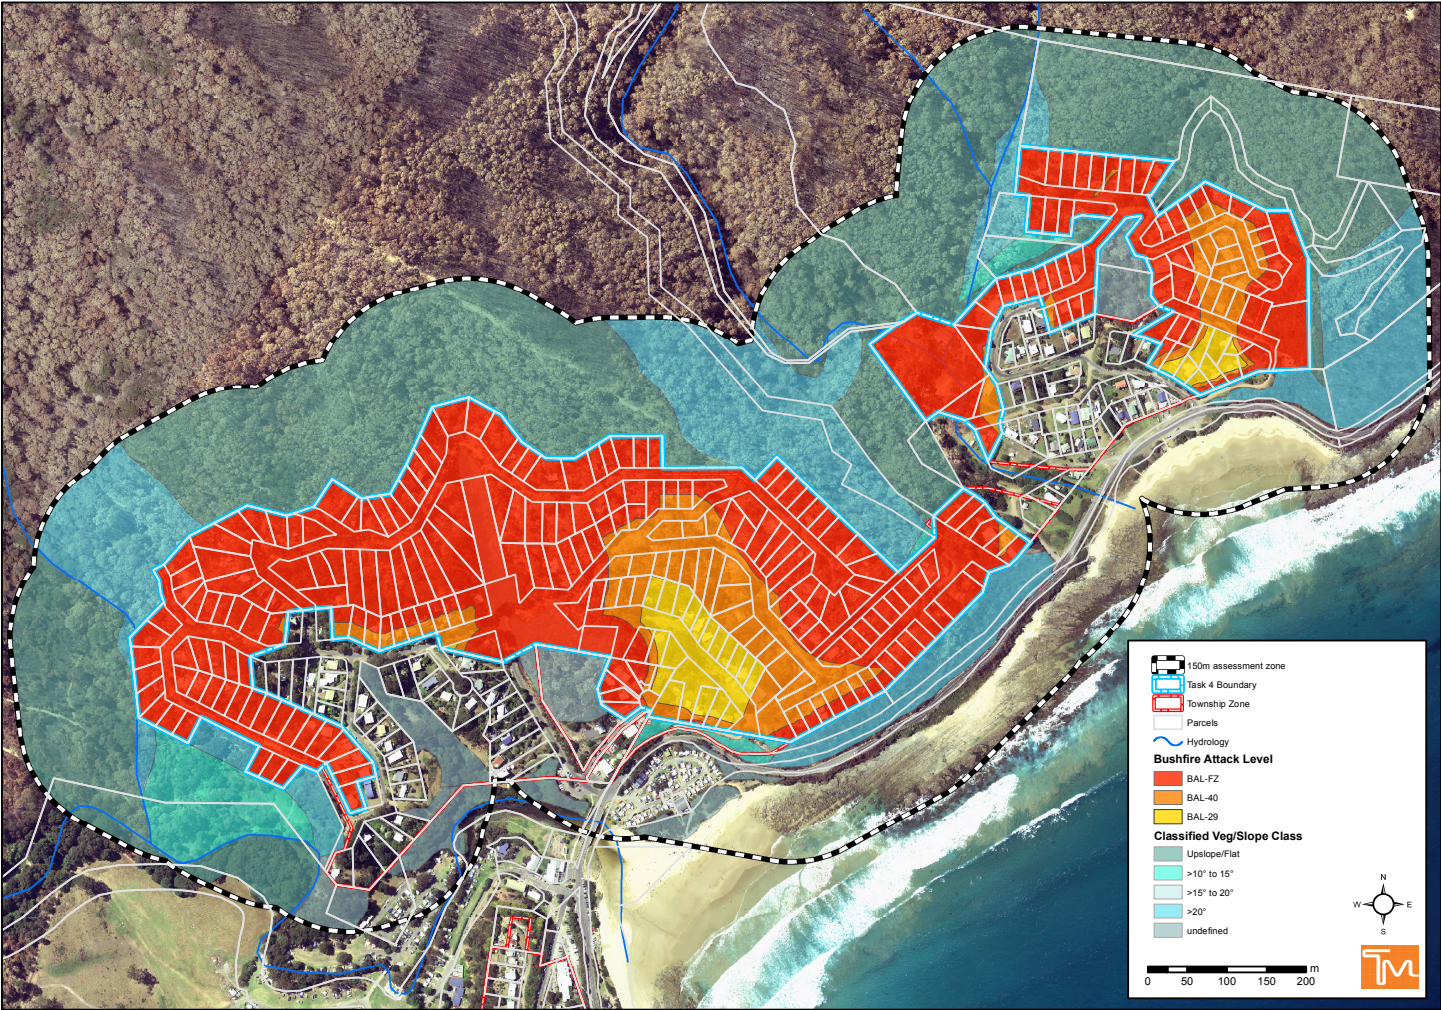 150m assessment zone
Task 4 Boundary
Township Zone
Parcels
Hydrology
Bushfire Attack Level
BAL-FZ
BAL-40
BAL-29
Classified Veg/Slope Class
Upslope/Flat
>10° to 15°
>15° to 20°
>20°
undefined
N
W E
S
m
0 50 100 150 200
TM